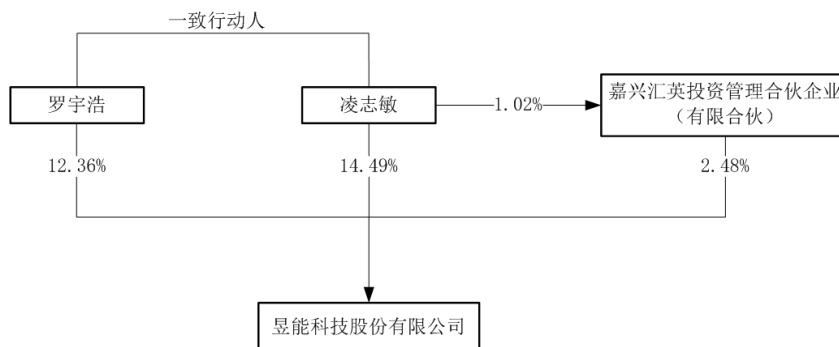 一致行动人
罗宇浩
凌志敏
1.02%
嘉兴汇英投资管理合伙企业
（有限合伙）
12.36%
14.49%
2.48%
昱能科技股份有限公司